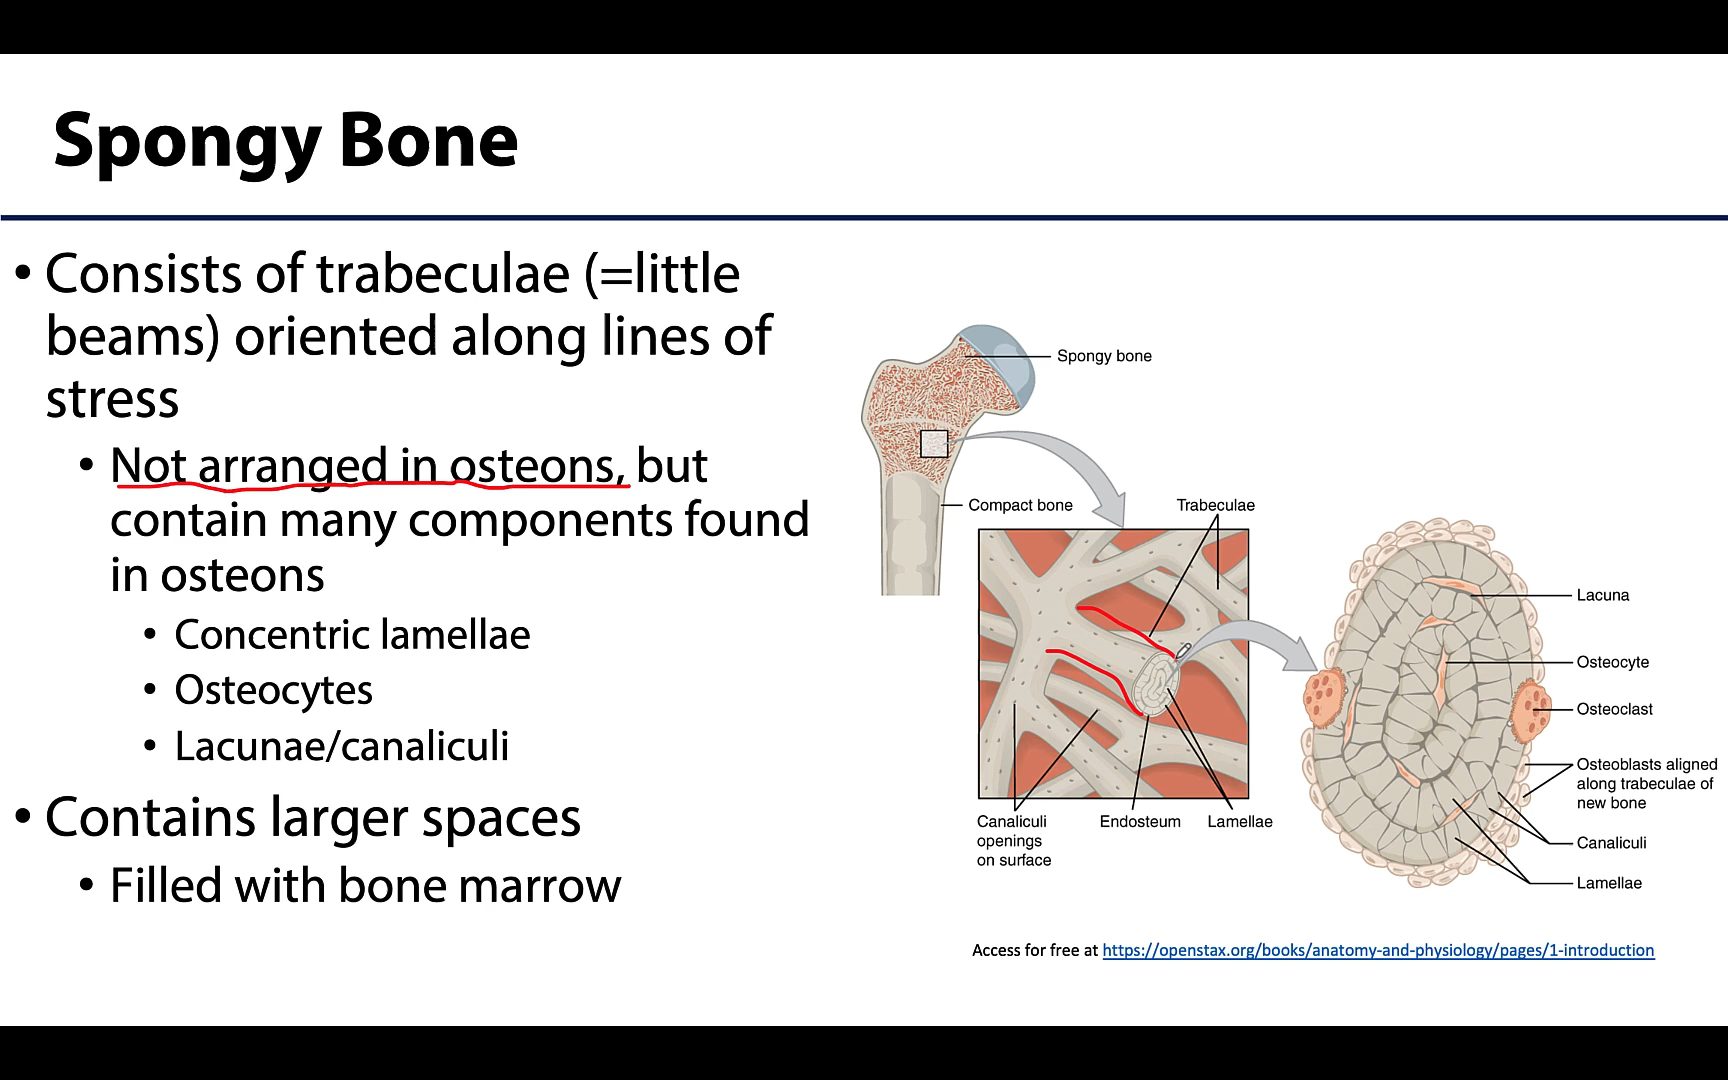 Spongy Bone
• Consists of trabeculae (=little
beams) oriented along lines of
stress
• Not arranged in osteons, but
contain many components found
in osteons
• Concentric lamellae
• Osteocytes
• Lacunae/canaliculi
• Contains larger spaces
• Filled with bone marrow
Spongy bone
Compact bone
Trabeculae
Canaliculi
openings
on surface
Endosteum
Lamellae
Lacuna
Osteocyte
Osteoclast
Osteoblasts aligned
along trabeculae of
new bone
Canaliculi
Lamellae
Access for free at https://openstax.org/books/anatomy-and-physiology/pages/1-introduction